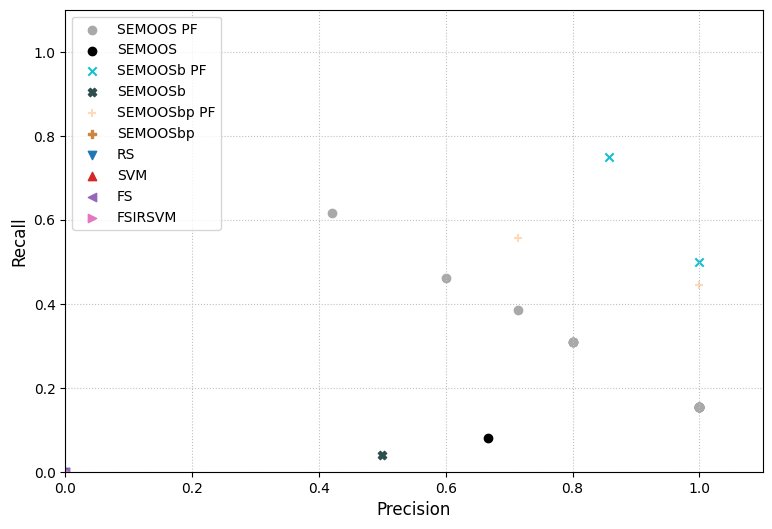 SEMOOS PF
SEMOOS
SEMOOSb PF
SEMOOSb
SEMOOSbp PF
SEMOOSbp
RS
SVM
FS
FSIRSVM
Recall
1.0
0.8
0.6
0.4
0.2
0.0
0.0 0.2 0.4 0.6 0.8 1.0
Precision